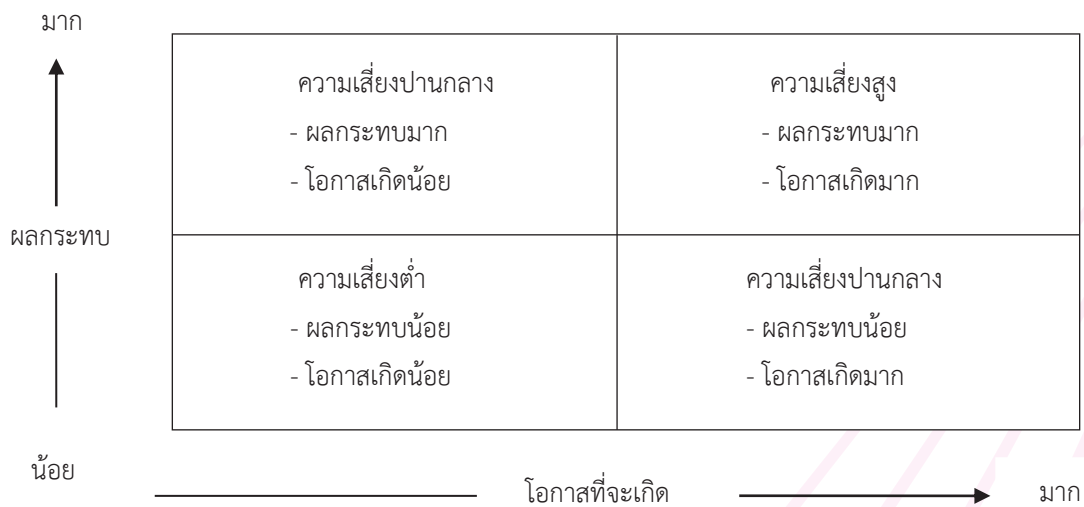 มาก
ความเสี่ยงปานกลาง
- ผลกระทบมาก
- โอกาสเกิดน้อย
ความเสี่ยงสูง
- ผลกระทบมาก
- โอกาสเกิดมาก
ผลกระทบ
ความเสี่ยงต่ำ
- ผลกระทบน้อย
- โอกาสเกิดน้อย
ความเสี่ยงปานกลาง
- ผลกระทบน้อย
- โอกาสเกิดมาก
น้อย
โอกาสที่จะเกิด
มาก